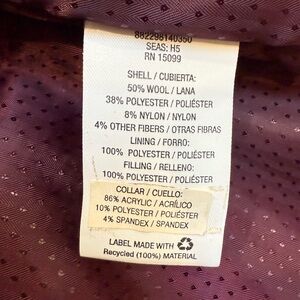 882298140350
SEAS: H5
RN 15099
SHELL / CUBIERTA:
50% WOOL / LANA
38% POLYESTER / POLIÉSTER
8% NYLON / NYLON
4% OTHER FIBERS / OTRAS FIBRAS
LINING / FORRO:
100% POLYESTER / POLIÉSTER
FILLING / RELLENO:
100% POLYESTER / POLIÉSTER
COLLAR / CUELLO:
86% ACRYLIC / ACRÍLICO
10% POLYESTER / POLIÉSTER
4% SPANDEX / SPANDEX
LABEL MADE WITH
Recycled (100%) MATERIAL